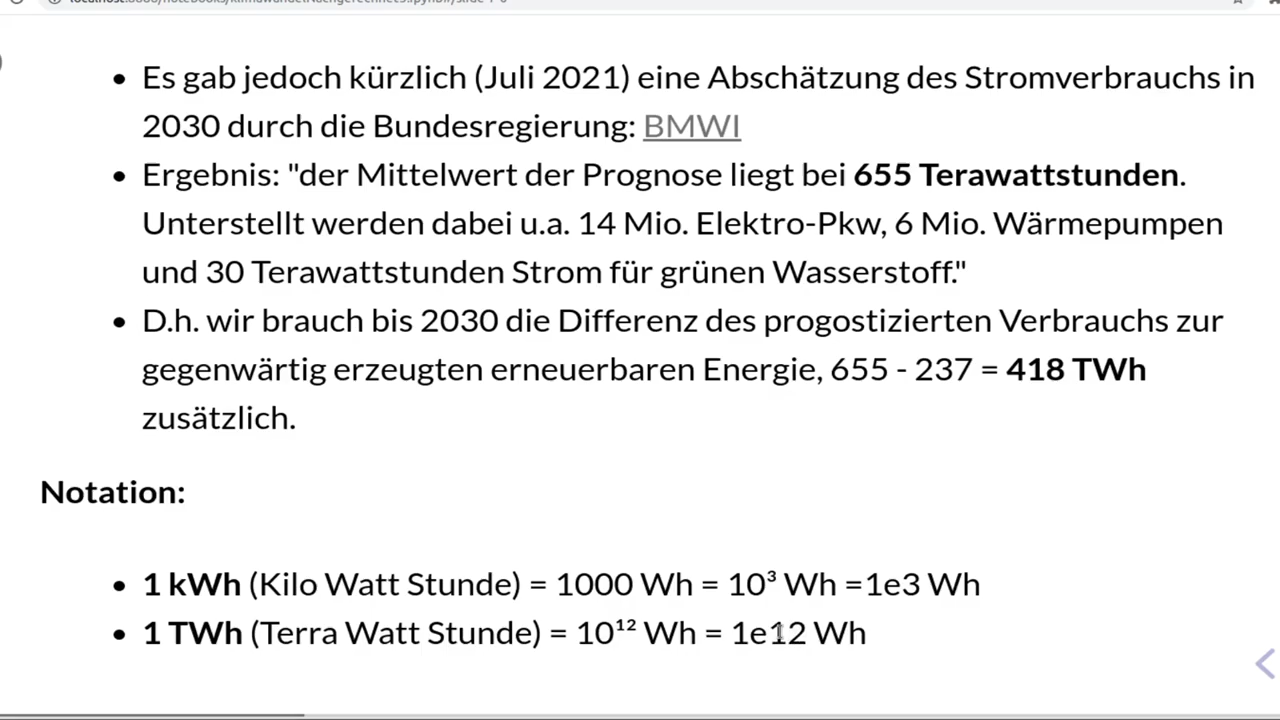 • Es gab jedoch kürzlich (Juli 2021) eine Abschätzung des Stromverbrauchs in
2030 durch die Bundesregierung: BMWI
• Ergebnis: "der Mittelwert der Prognose liegt bei 655 Terawattstunden.
Unterstellt werden dabei u.a. 14 Mio. Elektro-Pkw, 6 Mio. Wärmepumpen
und 30 Terawattstunden Strom für grünen Wasserstoff."
• D.h. wir brauch bis 2030 die Differenz des progostizierten Verbrauchs zur
gegenwärtig erzeugten erneuerbaren Energie, 655 - 237 = 418 TWh
zusätzlich.
Notation:
• 1 kWh (Kilo Watt Stunde) = 1000 Wh = 10³ Wh =1e3 Wh
• 1 TWh (Terra Watt Stunde) = 10¹² Wh = 1e12 Wh